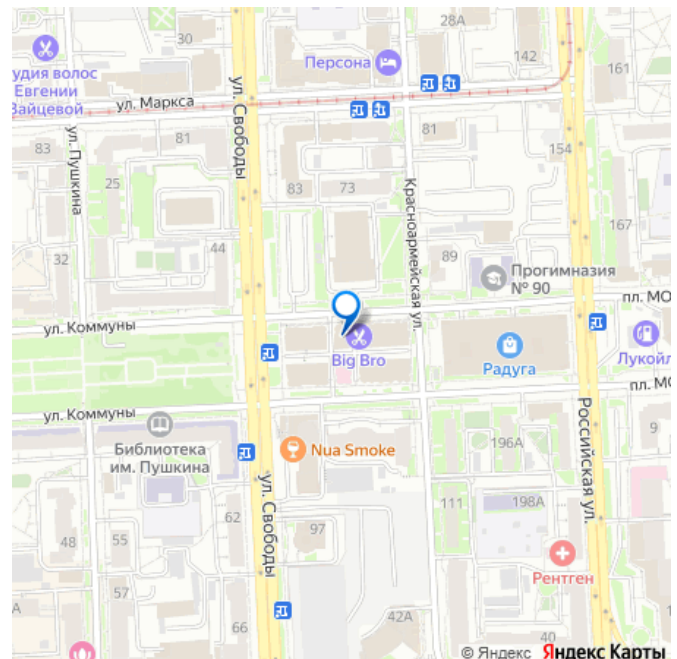 28А
30
142
Персона
161
удия волос
Евгении
Зайцевой
ул. Маркса
ул. Свободы
81
154
83
81
ул. Пушкина
25
83
73
Красноармейская ул.
167
44
89
32
Прогимназия
№ 90
пл. МО
ул. Коммуны
Big Bro
Радуга
Лукойл
пл. МО
ул. Коммуны
Российская ул.
9
Библиотека
им. Пушкина
Nua Smoke
196А
ул. Свободы
111
198А
62
97
48
55
Рентген
57
А
42А
66
40
© Яндекс Яндекс Карты